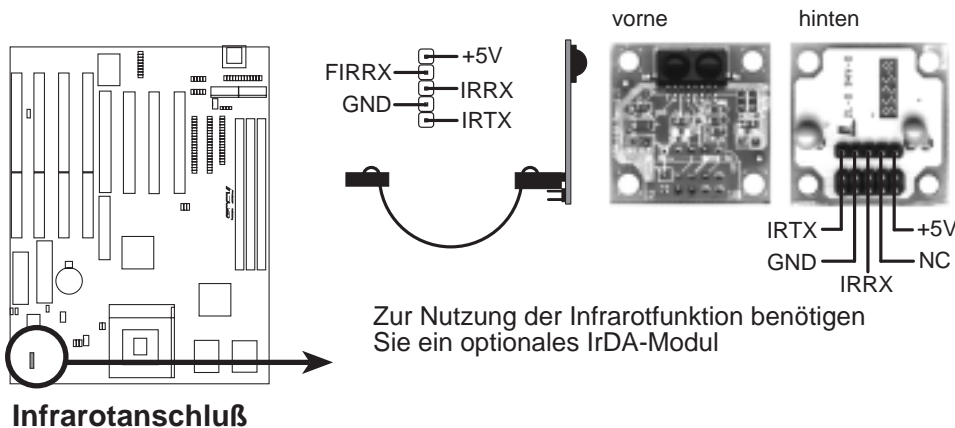 vorne
hinten
+5V
FIRRX
IRRX
GND
IRTX
IRTX
+5V
GND
NC
IRRX
Zur Nutzung der Infrarotfunktion benötigen
Sie ein optionales IrDA-Modul
Infrarotanschluß